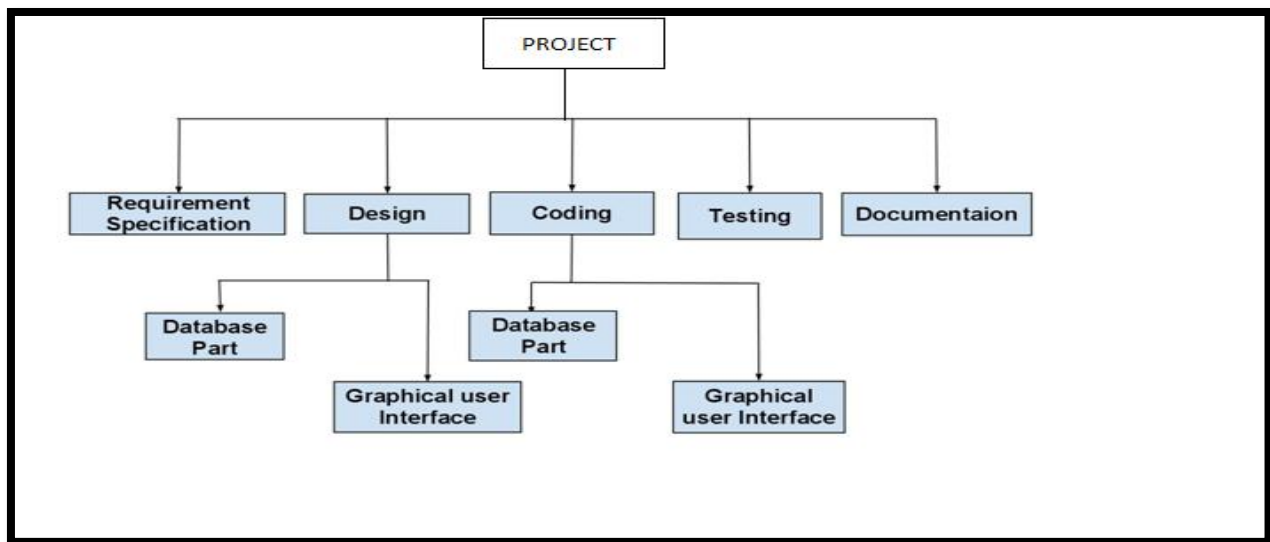 PROJECT
Requirement
Specification
Design
Coding
Testing
Documentaion
Database
Part
Graphical user
Interface
Database
Part
Graphical
user Interface